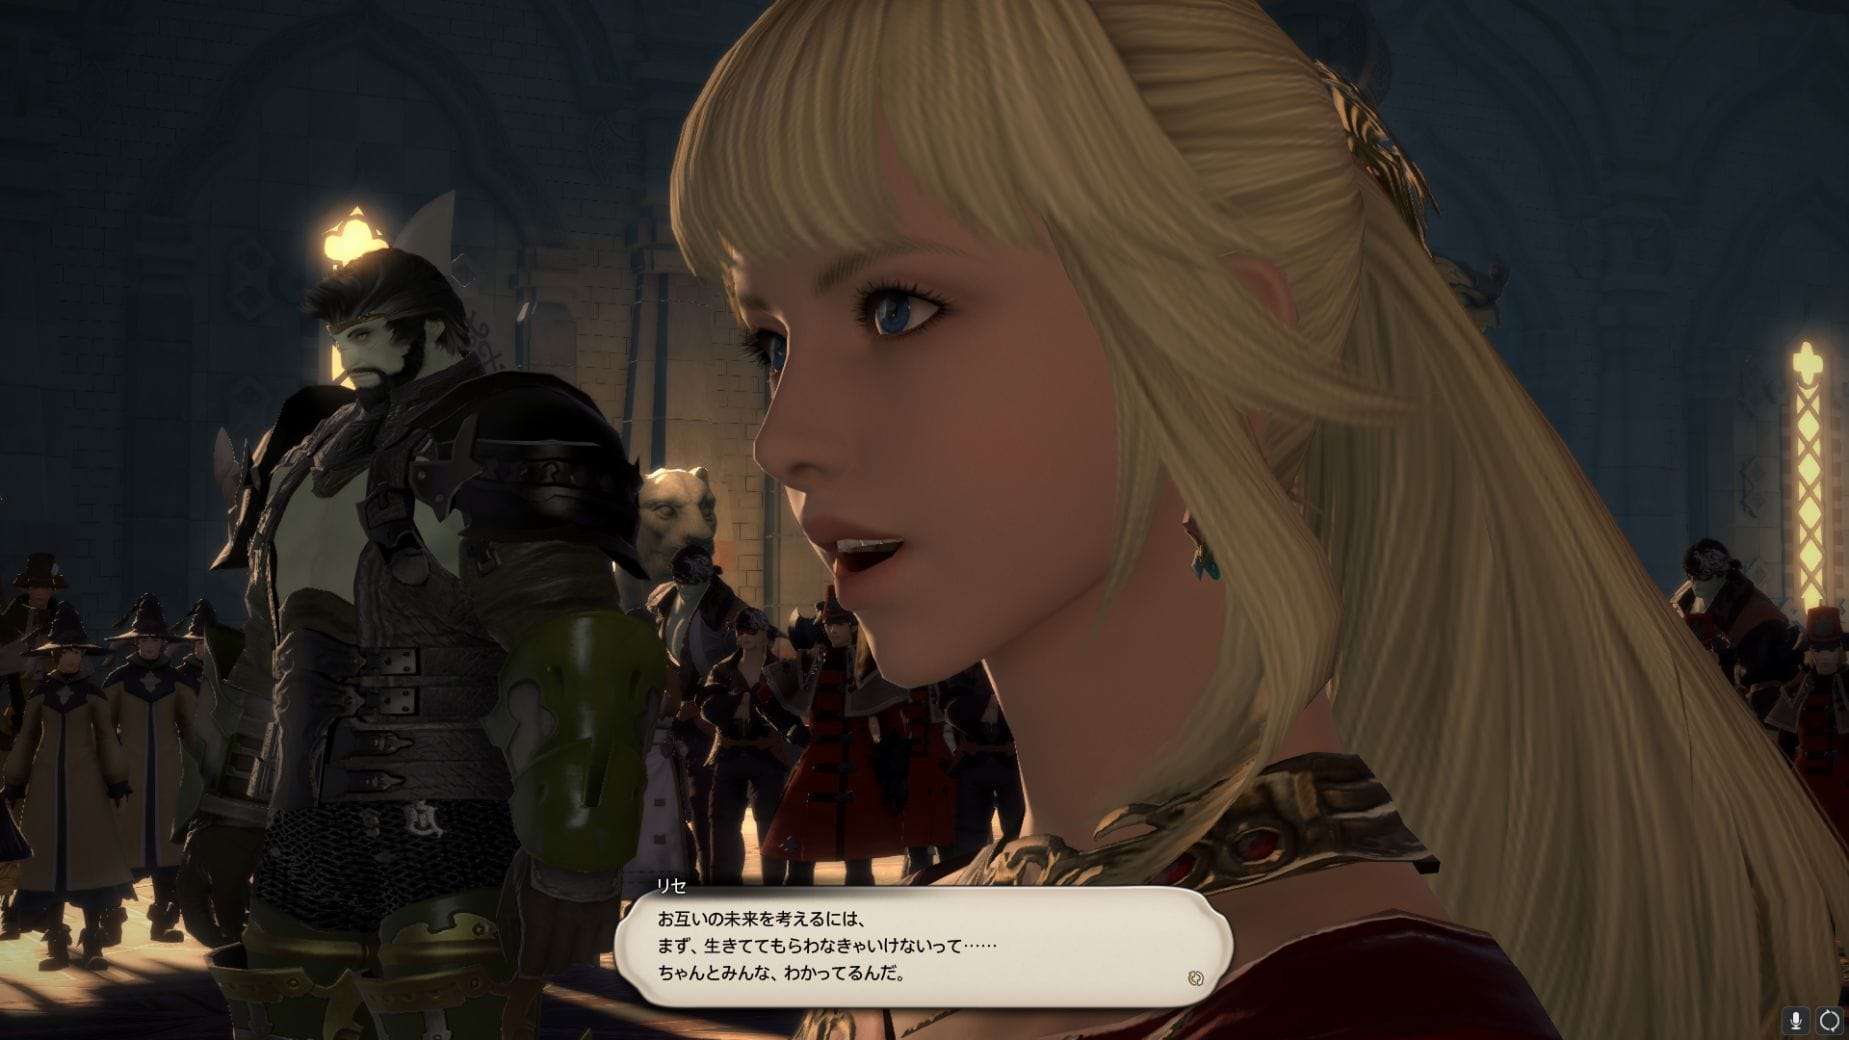 リセ
お互いの未来を考えるには、
まず、生きててもらわなきゃいけないって……
ちゃんとみんな、わかってるんだ。